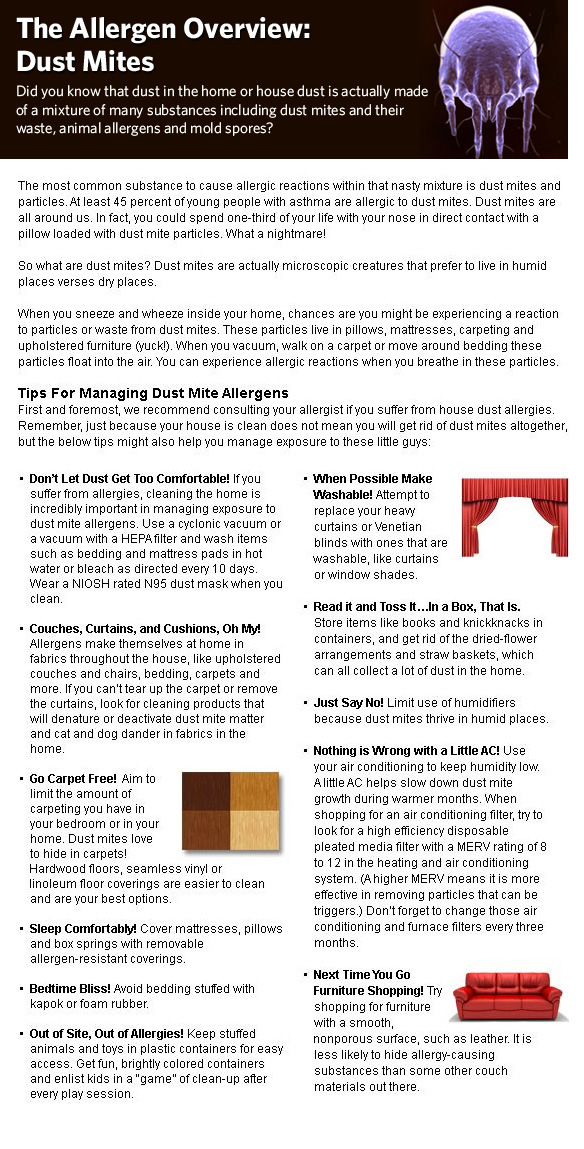 The Allergen Overview:
Dust Mites
Did you know that dust in the home or house dust is actually made
of a mixture of many substances including dust mites and their
waste, animal allergens and mold spores?
The most common substance to cause allergic reactions within that nasty mixture is dust mites and
particles. At least 45 percent of young people with asthma are allergic to dust mites. Dust mites are
all around us. In fact, you could spend one-third of your life with your nose in direct contact with a
pillow loaded with dust mite particles. What a nightmare!
So what are dust mites? Dust mites are actually microscopic creatures that prefer to live in humid
places verses dry places.
When you sneeze and wheeze inside your home, chances are you might be experiencing a reaction
to particles or waste from dust mites. These particles live in pillows, mattresses, carpeting and
upholstered furniture (yuck!). When you vacuum, walk on a carpet or move around bedding these
particles float into the air. You can experience allergic reactions when you breathe in these particles.
Tips For Managing Dust Mite Allergens
First and foremost, we recommend consulting your allergist if you suffer from house dust allergies.
Remember, just because your house is clean does not mean you will get rid of dust mites altogether,
but the below tips might also help you manage exposure to these little guys:
• Don't Let Dust Get Too Comfortable! If you
suffer from allergies, cleaning the home is
incredibly important in managing exposure to
dust mite allergens. Use a cyclonic vacuum or
a vacuum with a HEPA filter and wash items
such as bedding and mattress pads in hot
water or bleach as directed every 10 days.
Wear a NIOSH rated N95 dust mask when you
clean.
• Couches, Curtains, and Cushions, Oh My!
Allergens make themselves at home in
fabrics throughout the house, like upholstered
couches and chairs, bedding, carpets and
more. If you can't tear up the carpet or remove
the curtains, look for cleaning products that
will denature or deactivate dust mite matter
and cat and dog dander in fabrics in the
home.
• Go Carpet Free! Aim to
limit the amount of
carpeting you have in
your bedroom or in your
home. Dust mites love
to hide in carpets!
Hardwood floors, seamless vinyl or
linoleum floor coverings are easier to clean
and are your best options.
• Sleep Comfortably! Cover mattresses, pillows
and box springs with removable
allergen-resistant coverings.
• Bedtime Bliss! Avoid bedding stuffed with
kapok or foam rubber.
• Out of Site, Out of Allergies! Keep stuffed
animals and toys in plastic containers for easy
access. Get fun, brightly colored containers
and enlist kids in a "game" of clean-up after
every play session.
• When Possible Make
Washable! Attempt to
replace your heavy
curtains or Venetian
blinds with ones that are
washable, like curtains
or window shades.
• Read it and Toss It...In a Box, That Is.
Store items like books and knickknacks in
containers, and get rid of the dried-flower
arrangements and straw baskets, which
can all collect a lot of dust in the home.
• Just Say No! Limit use of humidifiers
because dust mites thrive in humid places.
• Nothing is Wrong with a Little AC! Use
your air conditioning to keep humidity low.
A little AC helps slow down dust mite
growth during warmer months. When
shopping for an air conditioning filter, try to
look for a high efficiency disposable
pleated media filter with a MERV rating of 8
to 12 in the heating and air conditioning
system. (A higher MERV means it is more
effective in removing particles that can be
triggers.) Don't forget to change those air
conditioning and furnace filters every three
months.
• Next Time You Go
Furniture Shopping! Try
shopping for furniture
with a smooth,
nonporous surface, such as leather. It is
less likely to hide allergy-causing
substances than some other couch
materials out there.